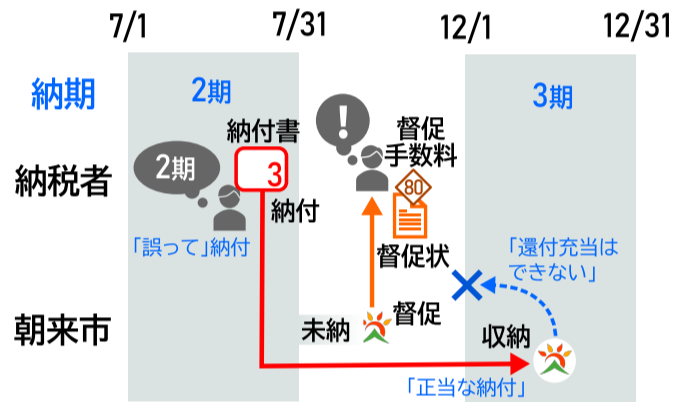 7/1
7/31
12/1
12/31
納期
2期
3期
納税者
2期
納付書
3
納付
「誤って」納付
!
督促
手数料
80
督促状
「還付充当は
できない」
朝来市
未納
督促
収納
「正当な納付」